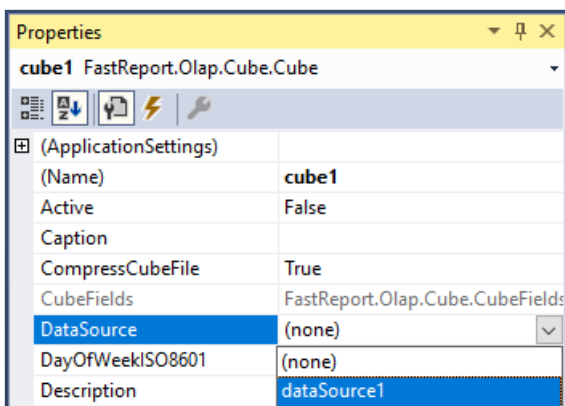 Properties
cube1 FastReport.Olap.Cube.Cube
(ApplicationSettings)
(Name) cube1
Active False
Caption
CompressCubeFile True
CubeFields FastReport.Olap.Cube.CubeFields
DataSource (none)
DayOfWeekISO8601 (none)
Description dataSource1